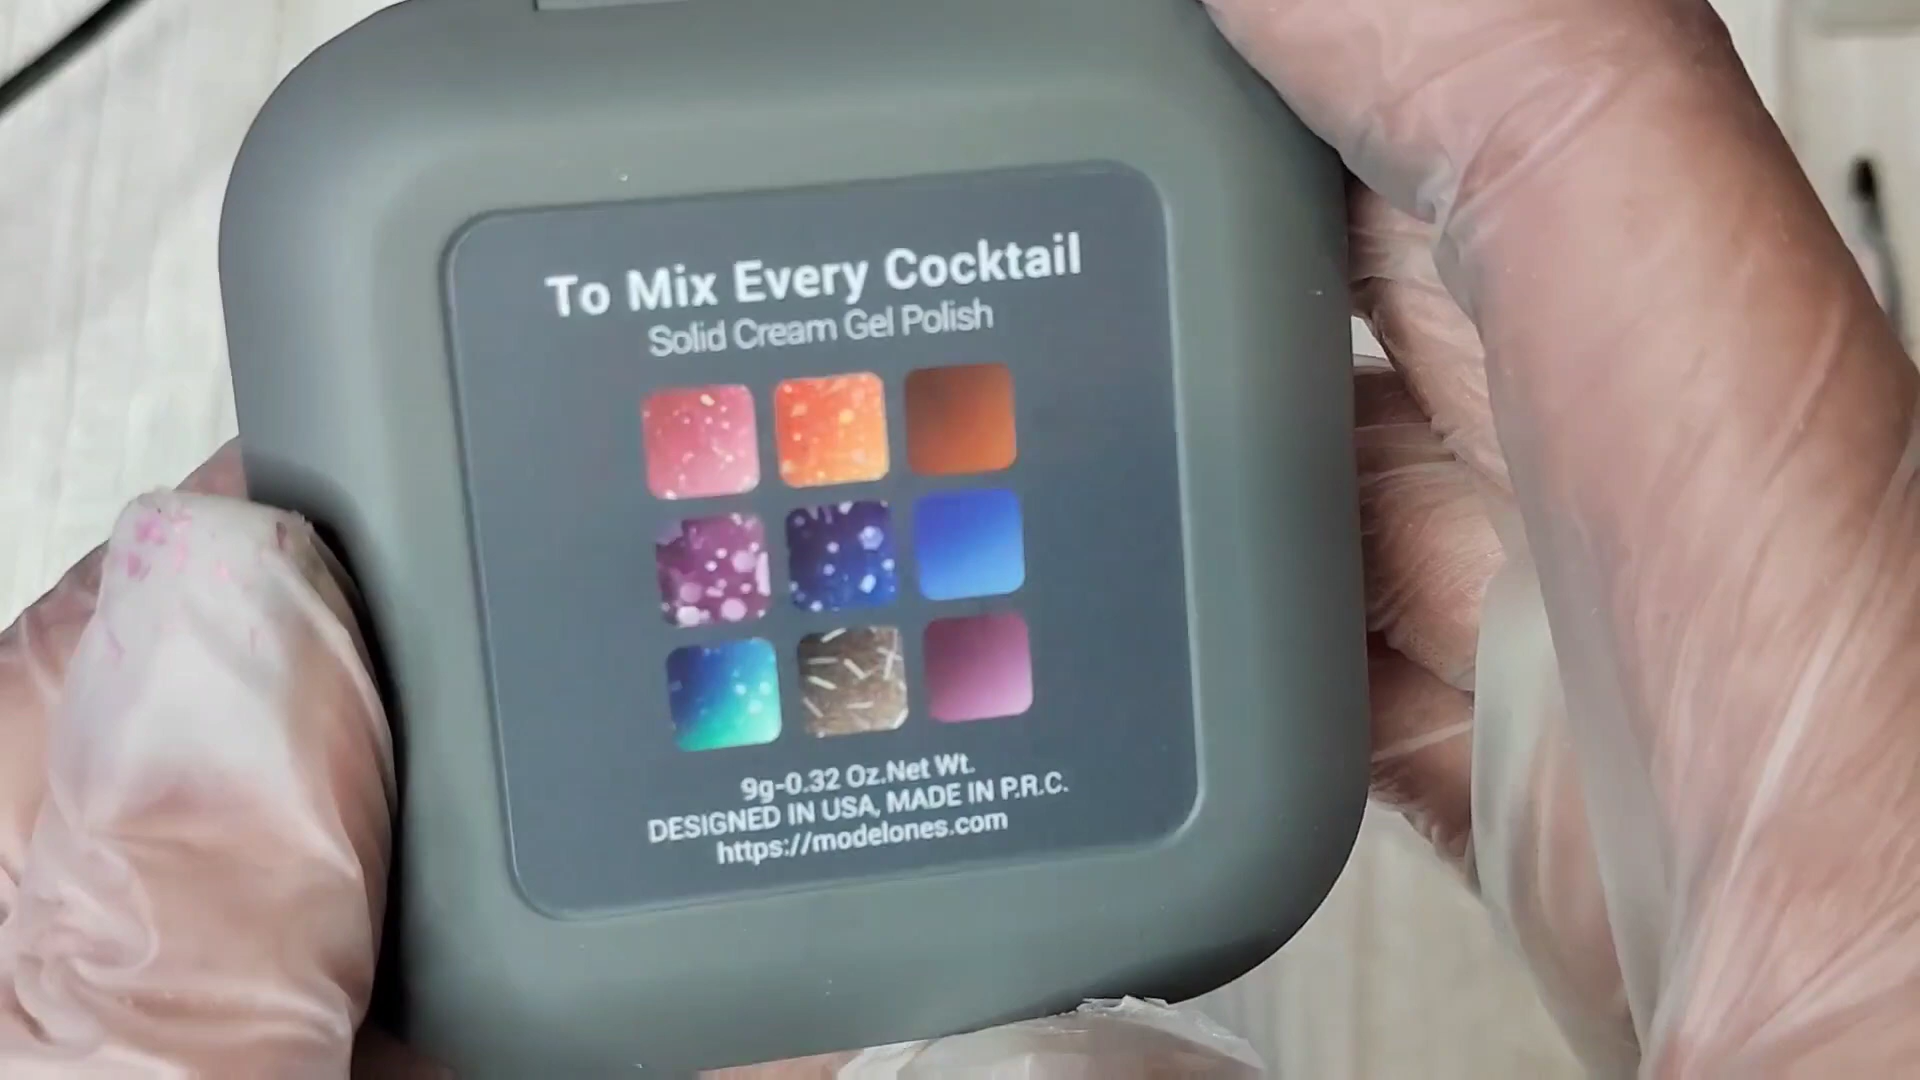 To Mix Every Cocktail
Solid Cream Gel Polish
9g-0.32 Oz.Net Wt.
DESIGNED IN USA, MADE IN P.R.C.
https://modelones.com